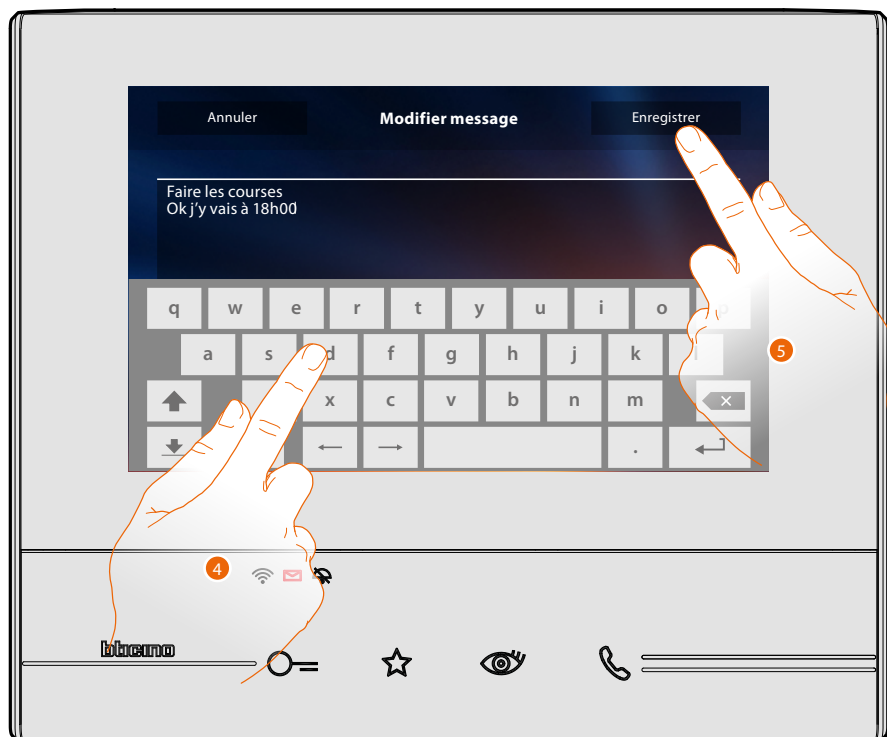 Annuler Modifier message Enregistrer
Faire les courses
Ok j'y vais à 18h00
q w e r t y u i o
a s d f g h j k
x c v b n m
.
5
4
bticino